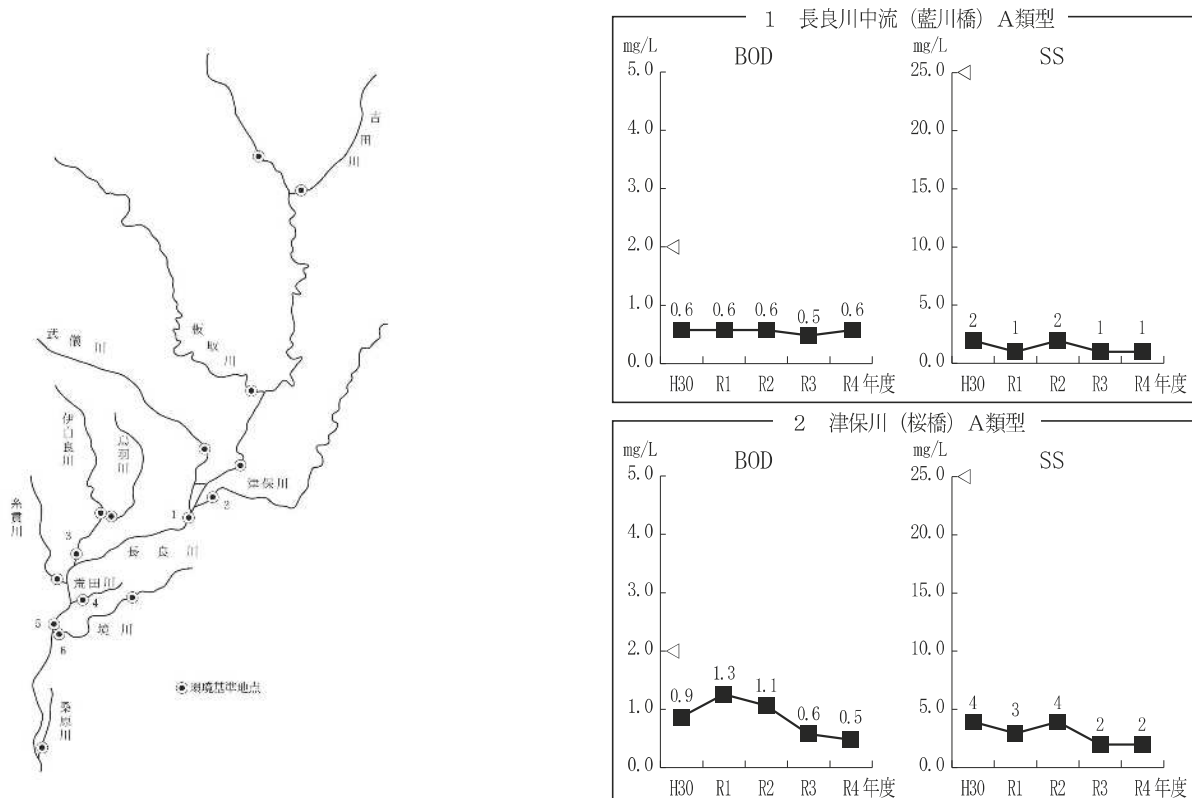 吉田川
板取川
武儀川
伊自良川
鳥羽川
糸貫川
津保川
2
1
3
長良川
荒田川
4
5
境川
6
桑原川
環境基準地点
1 長良川中流（藍川橋）A類型
mg/L
BOD
5.0
4.0
3.0
2.0
1.0
0.0
0.6 0.6 0.6 0.5 0.6
H30 R1 R2 R3 R4 年度
mg/L
SS
25.0
20.0
15.0
10.0
5.0
0.0
2 1 2 1 1
H30 R1 R2 R3 R4 年度
2 津保川（桜橋）A類型
mg/L
BOD
5.0
4.0
3.0
2.0
1.0
0.0
0.9 1.3 1.1 0.6 0.5
H30 R1 R2 R3 R4 年度
mg/L
SS
25.0
20.0
15.0
10.0
5.0
0.0
4 3 4 2 2
H30 R1 R2 R3 R4 年度